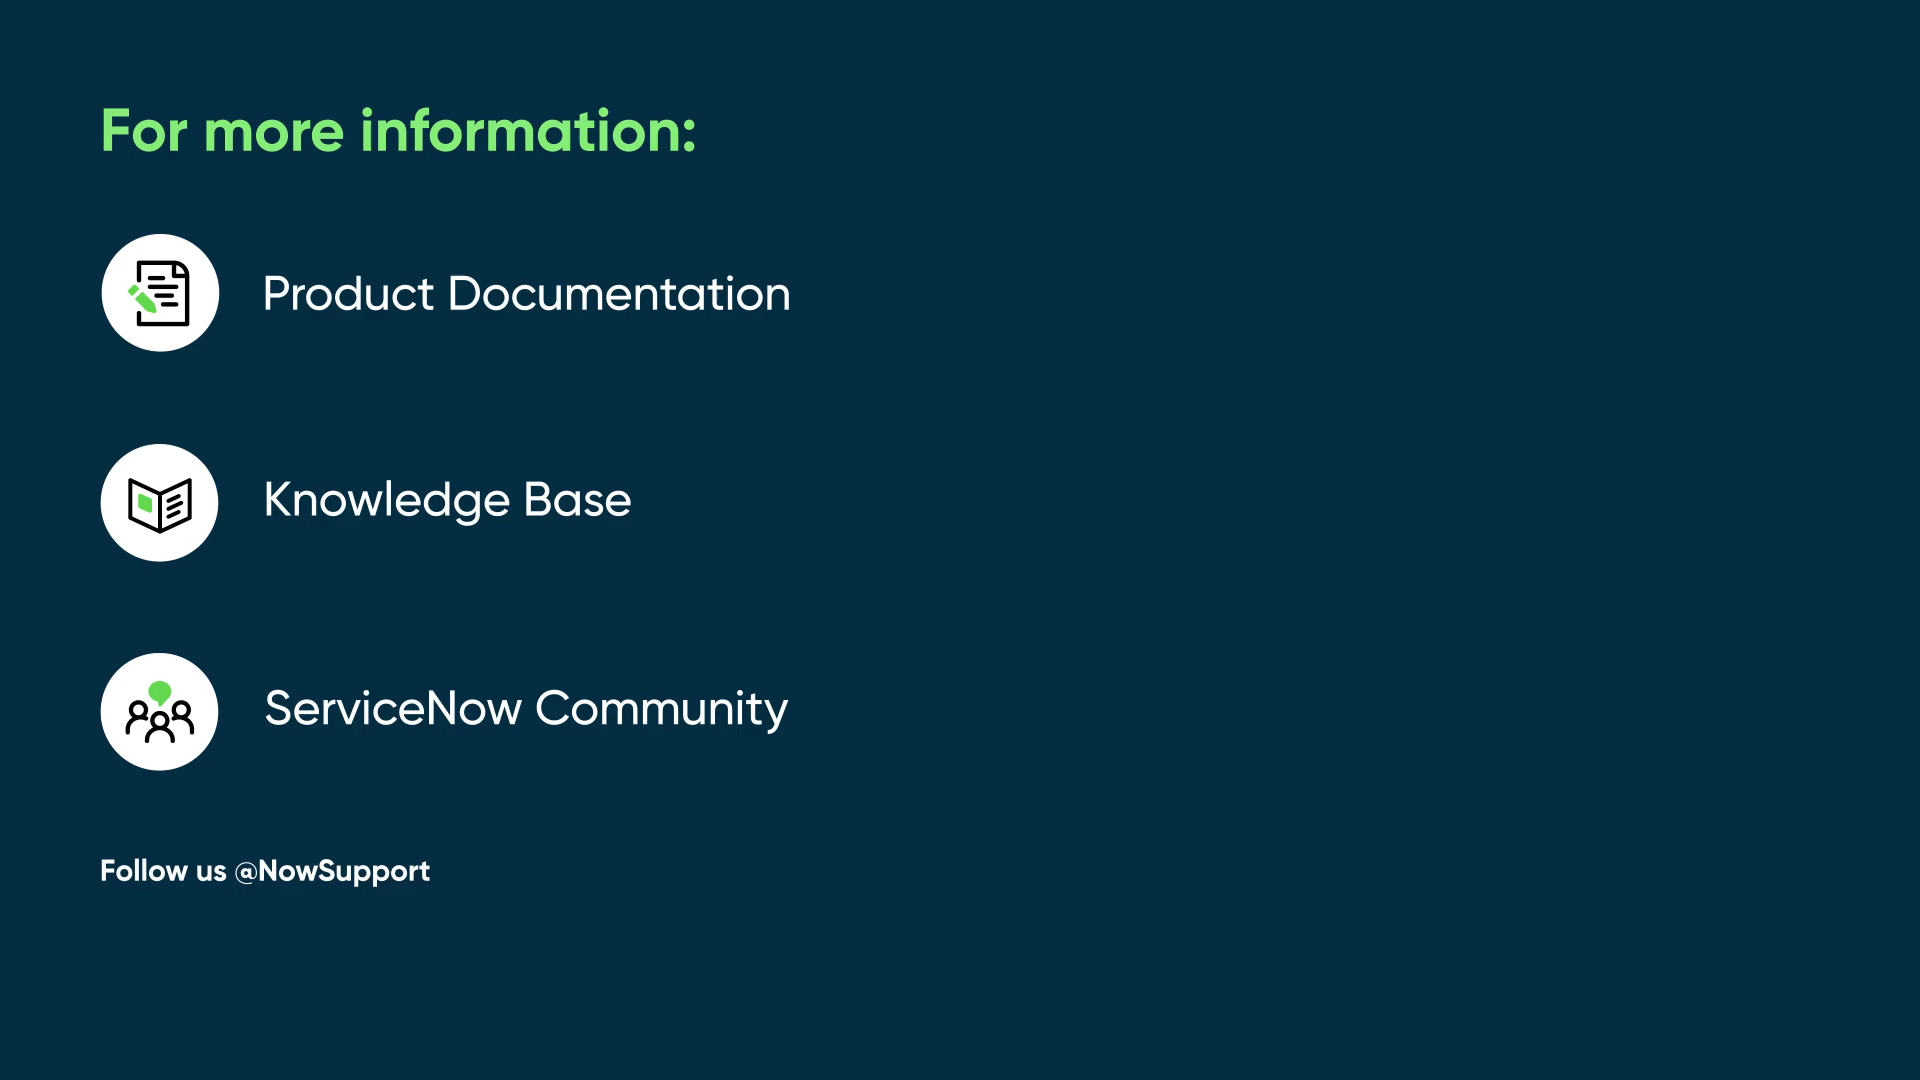 For more information:
Product Documentation
Knowledge Base
ServiceNow Community
Follow us @NowSupport